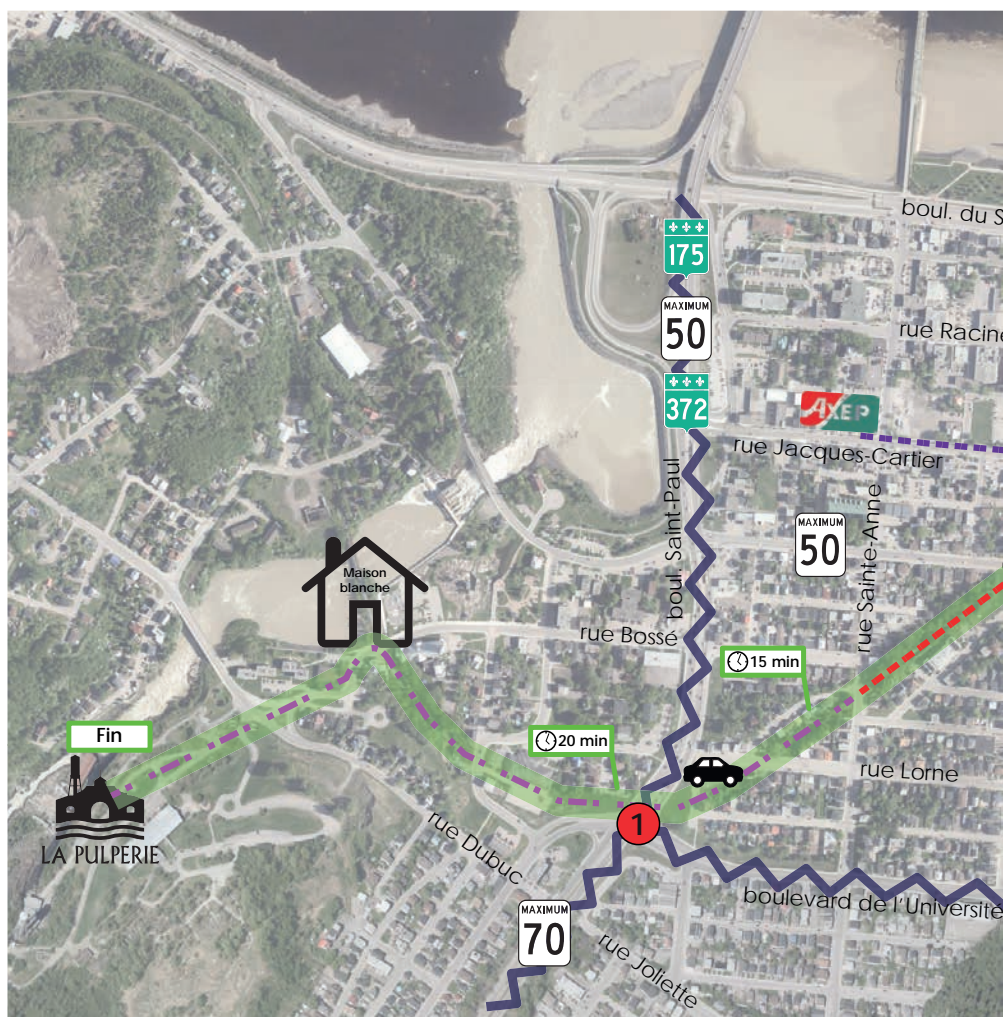 boul. du S
175
MAXIMUM
50
rue Racine
372
AXEP
rue Jacques-Cartier
boul. Saint-Paul
rue Sainte-Anne
MAXIMUM
50
Maison
blanche
rue Bossé
15 min
Fin
20 min
rue Lorne
1
LA PULPERIE
rue Dubuc
boulevard de l'Université
MAXIMUM
70
rue Joliette